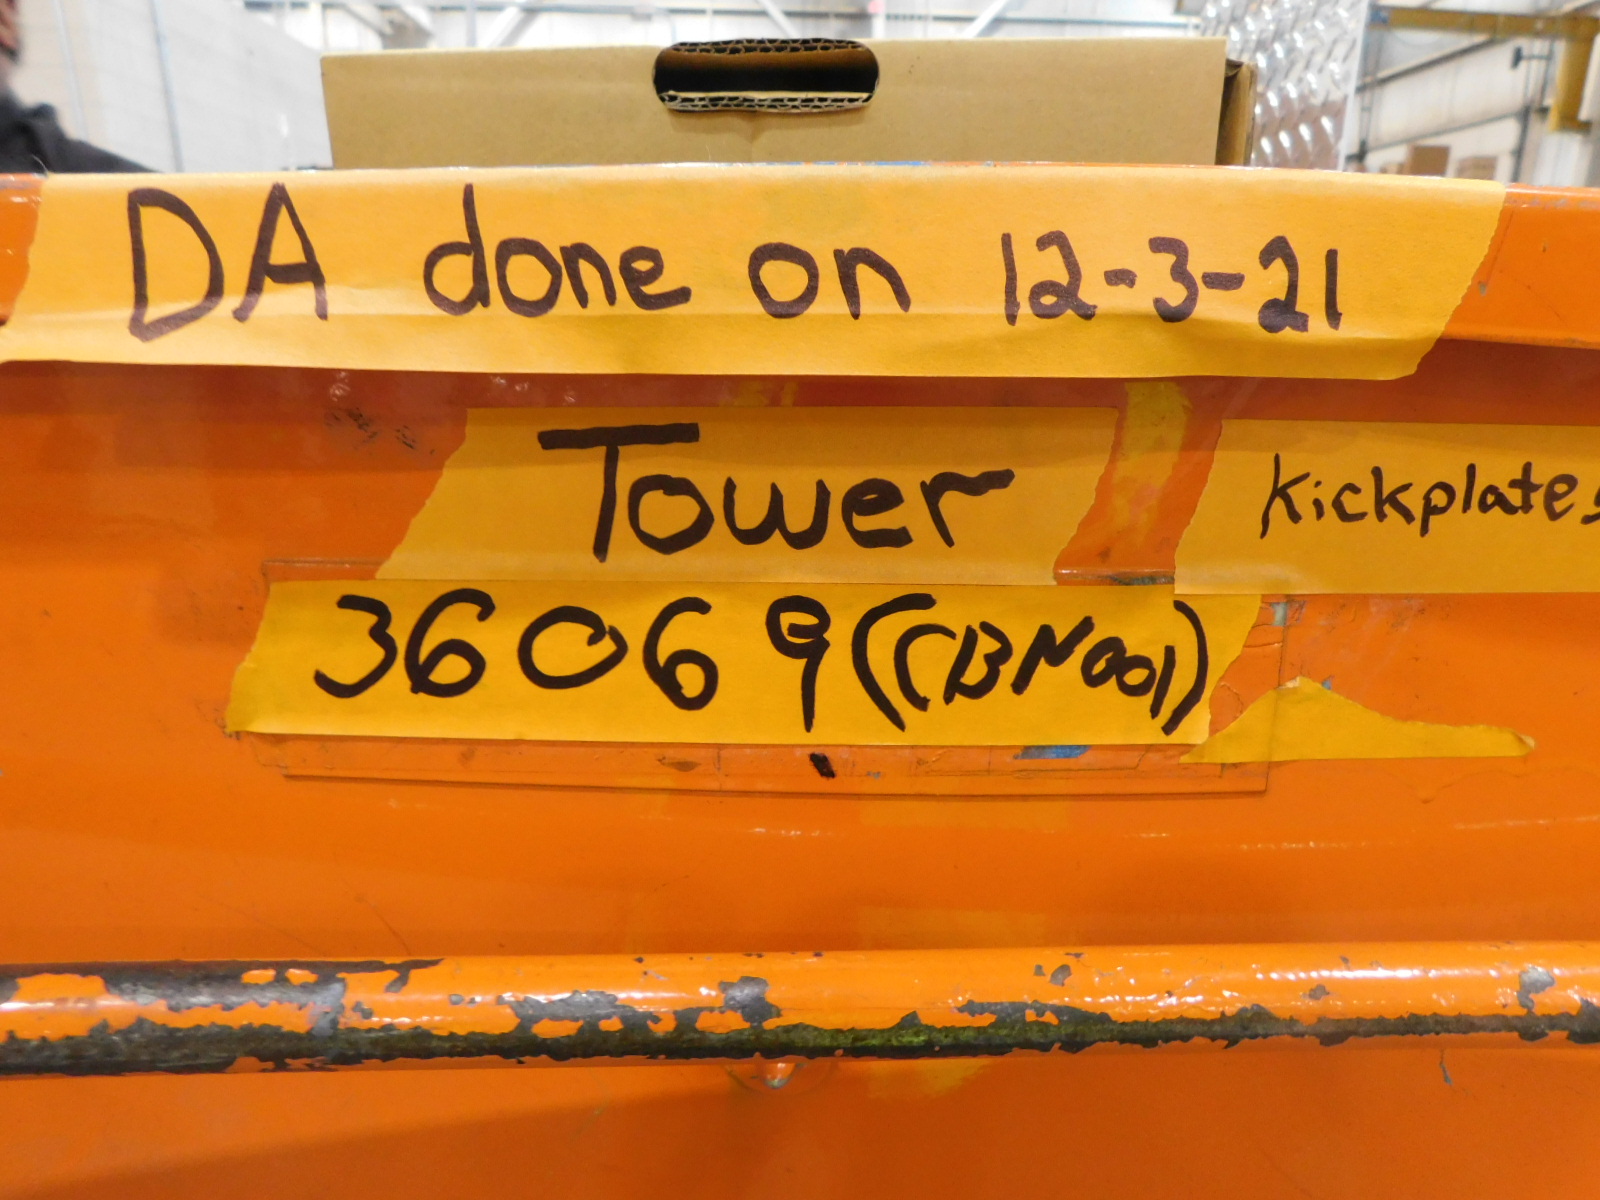 DA done on 12-3-21
Tower
Kickplates
36069 (CBN001)